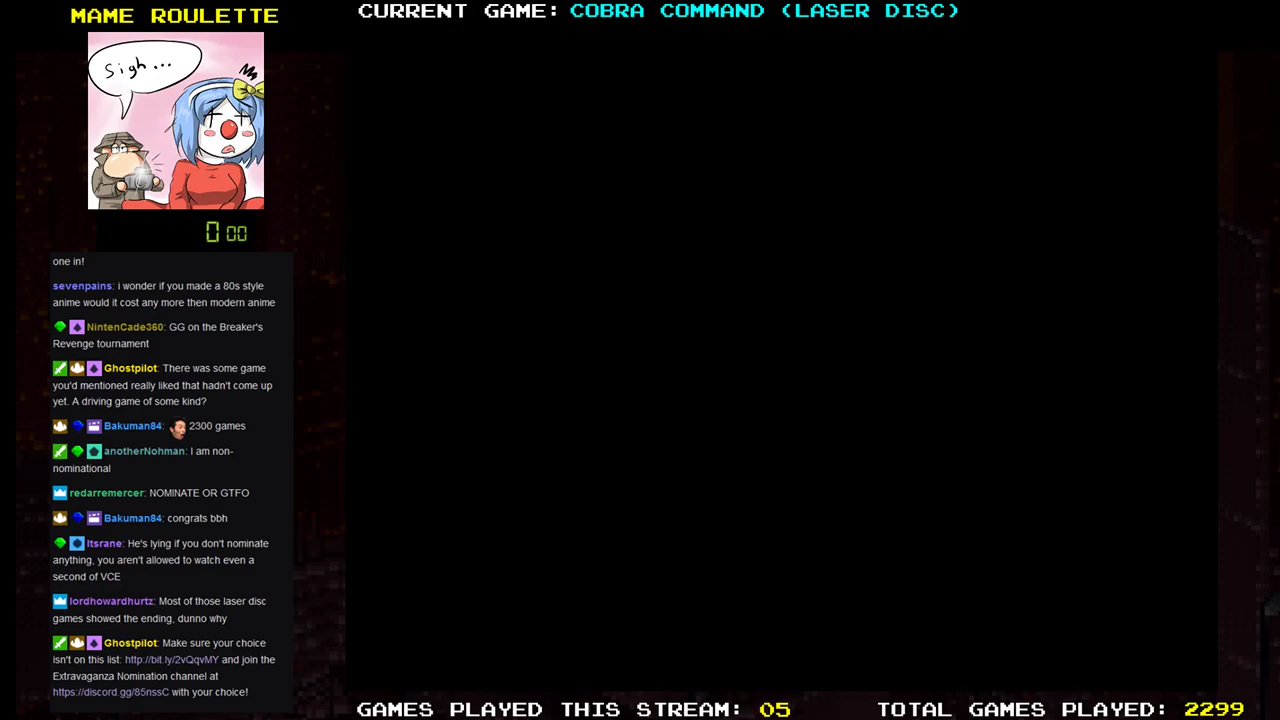 MAME ROULETTE
CURRENT GAME: COBRA COMMAND (LASER DISC)
Sigh...
0 00
one in!
sevenpains: i wonder if you made a 80s style
anime would it cost any more then modern anime
NintenCade360: GG on the Breaker's
Revenge tournament
Ghostpilot: There was some game
you'd mentioned really liked that hadn't come up
yet. A driving game of some kind?
Bakuman84: 2300 games
anotherNohman: I am non-
nominational
redarremercer: NOMINATE OR GTFO
Bakuman84: congrats bbh
Itsrane: He's lying if you don't nominate
anything, you aren't allowed to watch even a
second of VCE
lordhowardhurtz: Most of those laser disc
games showed the ending, dunno why
Ghostpilot: Make sure your choice
isn't on this list: http://bit.ly/2vQqvMY and join the
Extravaganza Nomination channel at
https://discord.gg/85nssC with your choice!
GAMES PLAYED THIS STREAM: 05
TOTAL GAMES PLAYED: 2299